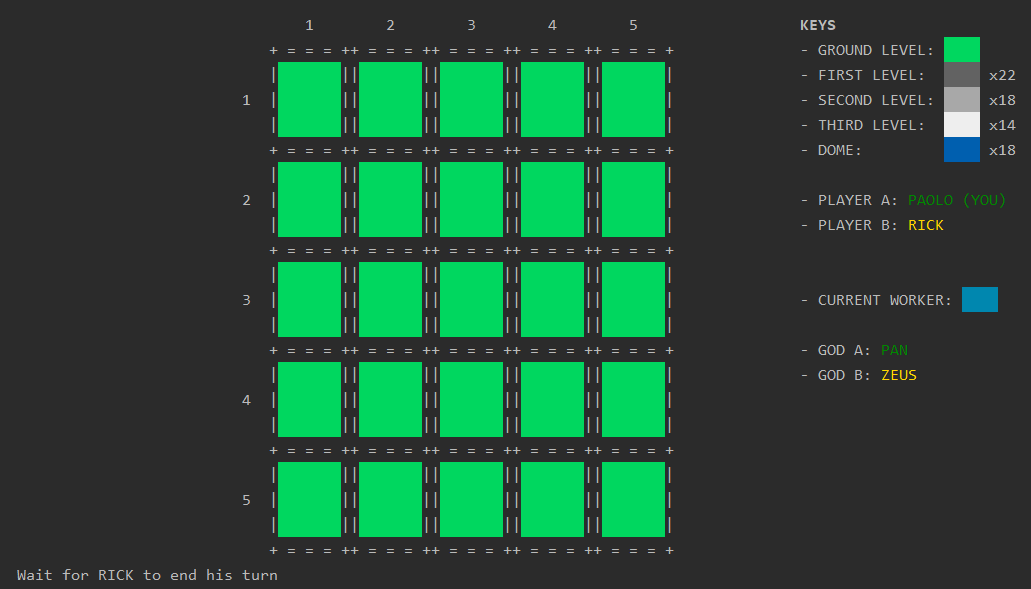 1 2 3 4 5 KEYS
+ = = = ++ = = = ++ = = = ++ = = = ++ = = = + - GROUND LEVEL:
| || || || || | - FIRST LEVEL: x22
1 | || || || || | - SECOND LEVEL: x18
| || || || || | - THIRD LEVEL: x14
+ = = = ++ = = = ++ = = = ++ = = = ++ = = = + - DOME: x18
| || || || || |
2 | || || || || | - PLAYER A: PAOLO (YOU)
| || || || || | - PLAYER B: RICK
+ = = = ++ = = = ++ = = = ++ = = = ++ = = = +
| || || || || |
3 | || || || || | - CURRENT WORKER:
| || || || || |
+ = = = ++ = = = ++ = = = ++ = = = ++ = = = + - GOD A: PAN
| || || || || | - GOD B: ZEUS
4 | || || || || |
| || || || || |
+ = = = ++ = = = ++ = = = ++ = = = ++ = = = +
| || || || || |
5 | || || || || |
| || || || || |
+ = = = ++ = = = ++ = = = ++ = = = ++ = = = +
Wait for RICK to end his turn